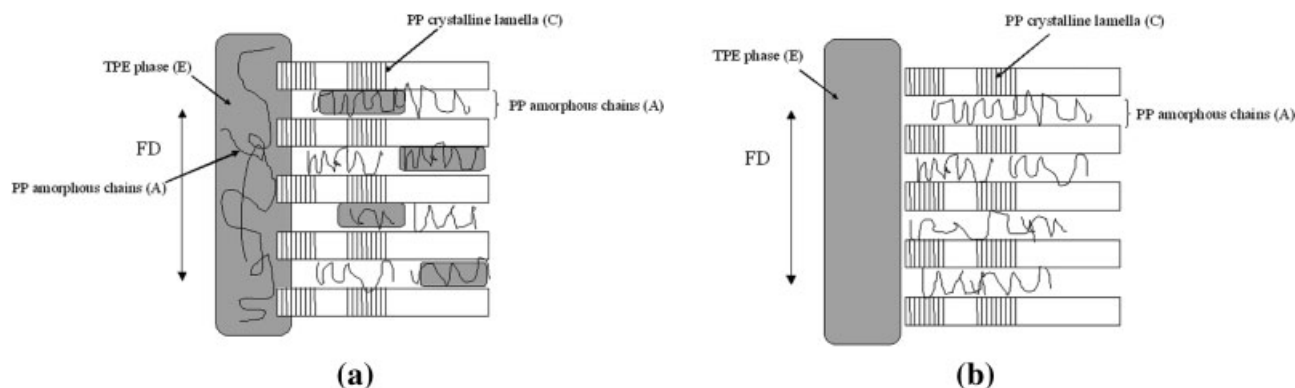 PP crystalline lamella (C)
TPE phase (E)
PP amorphous chains (A)
FD
PP amorphous chains (A)
(a)
PP crystalline lamella (C)
TPE phase (E)
PP amorphous chains (A)
FD
(b)